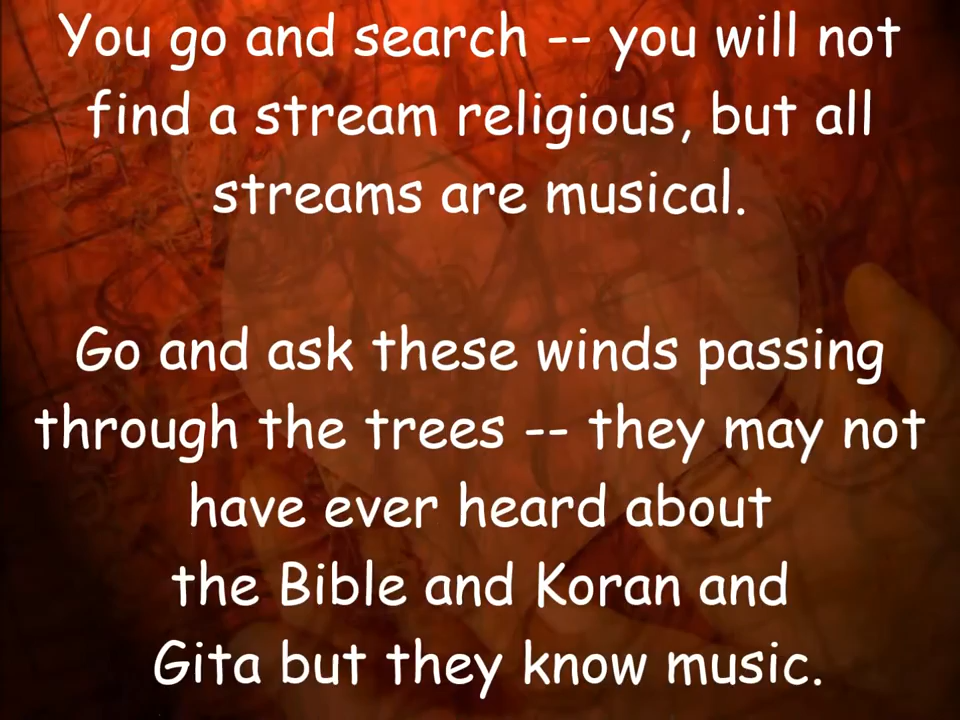 You go and search -- you will not
find a stream religious, but all
streams are musical.
Go and ask these winds passing
through the trees -- they may not
have ever heard about
the Bible and Koran and
Gita but they know music.